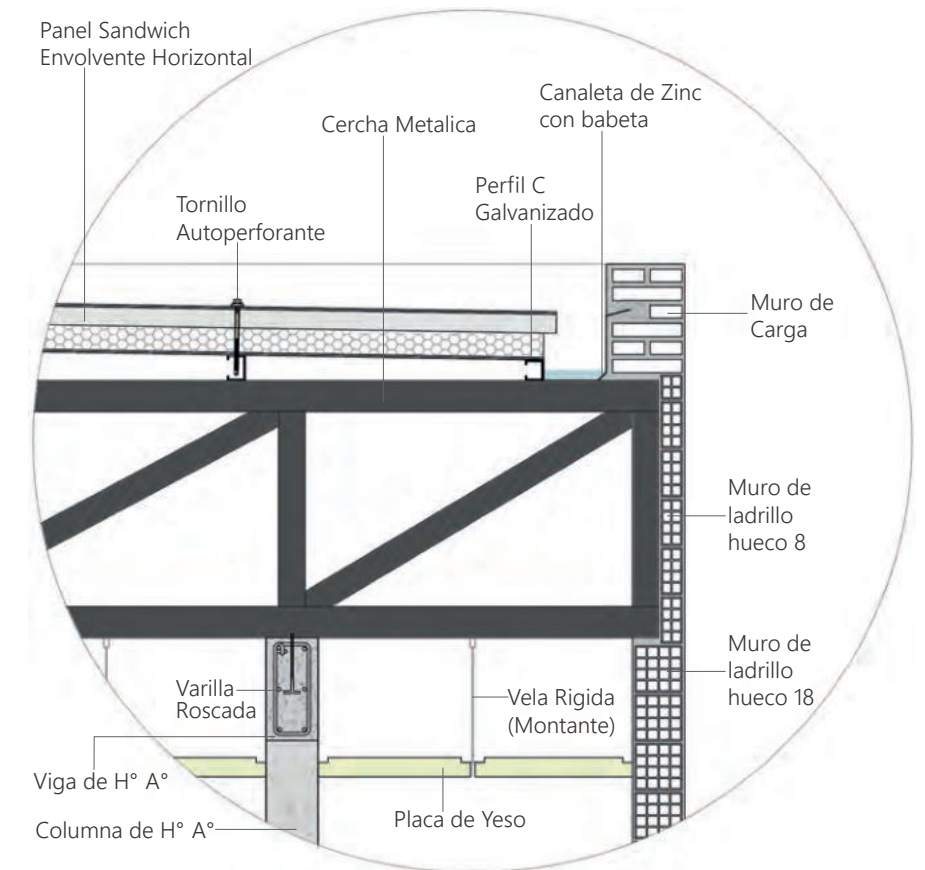 Panel Sandwich
Envolvente Horizontal
Canaleta de Zinc
con babeta
Cercha Metalica
Perfil C
Galvanizado
Tornillo
Autoperforante
Muro de
Carga
Muro de
ladrillo
hueco 8
Muro de
ladrillo
hueco 18
Varilla
Roscada
Vela Rigida
(Montante)
Viga de H° A°
Placa de Yeso
Columna de H° A°